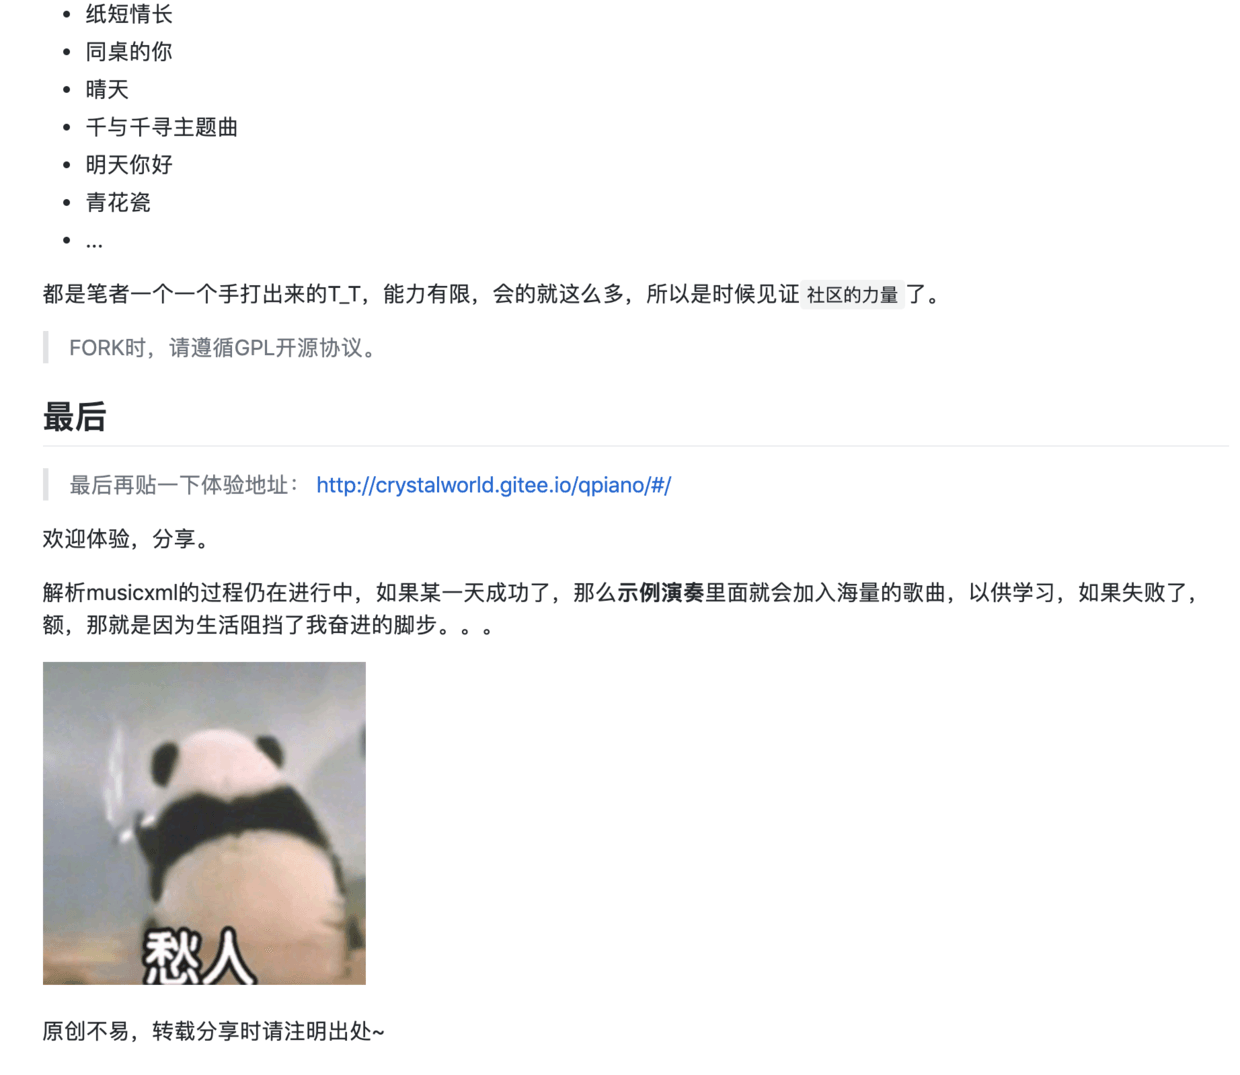 纸短情长
同桌的你
晴天
千与千寻主题曲
明天你好
青花瓷
...
都是笔者一个一个手打出来的T_T，能力有限，会的就这么多，所以是时候见证 社区的力量 了。
FORK时，请遵循GPL开源协议。
最后
最后再贴一下体验地址： http://crystalworld.gitee.io/qpiano/#/
欢迎体验，分享。
解析musicxml的过程仍在进行中，如果某一天成功了，那么示例演奏里面就会加入海量的歌曲，以供学习，如果失败了，
额，那就是因为生活阻挡了我奋进的脚步。。。
愁人
原创不易，转载分享时请注明出处~